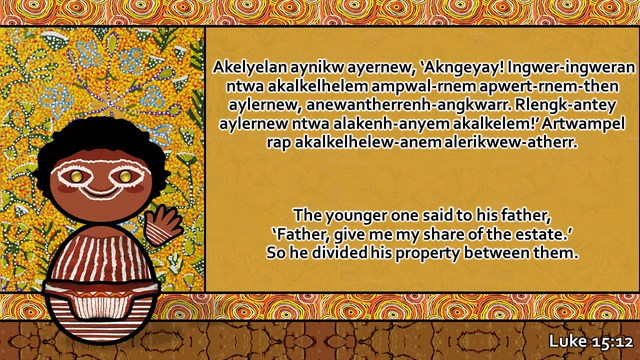 Akelyelan aynikw ayernew, ‘Akngeyay! Ingwer-ingweran
ntwa akalkelhelem ampwal-rnem apwert-rnem-then
aylernew, anewantherrenh-angkwarr. Rlengk-antey
aylernew ntwa alakenh-anyem akalkelem!’ Artwampel
rap akalkelhelew-anem alerikwew-atherr.
The younger one said to his father,
‘Father, give me my share of the estate.’
So he divided his property between them.
Luke 15:12